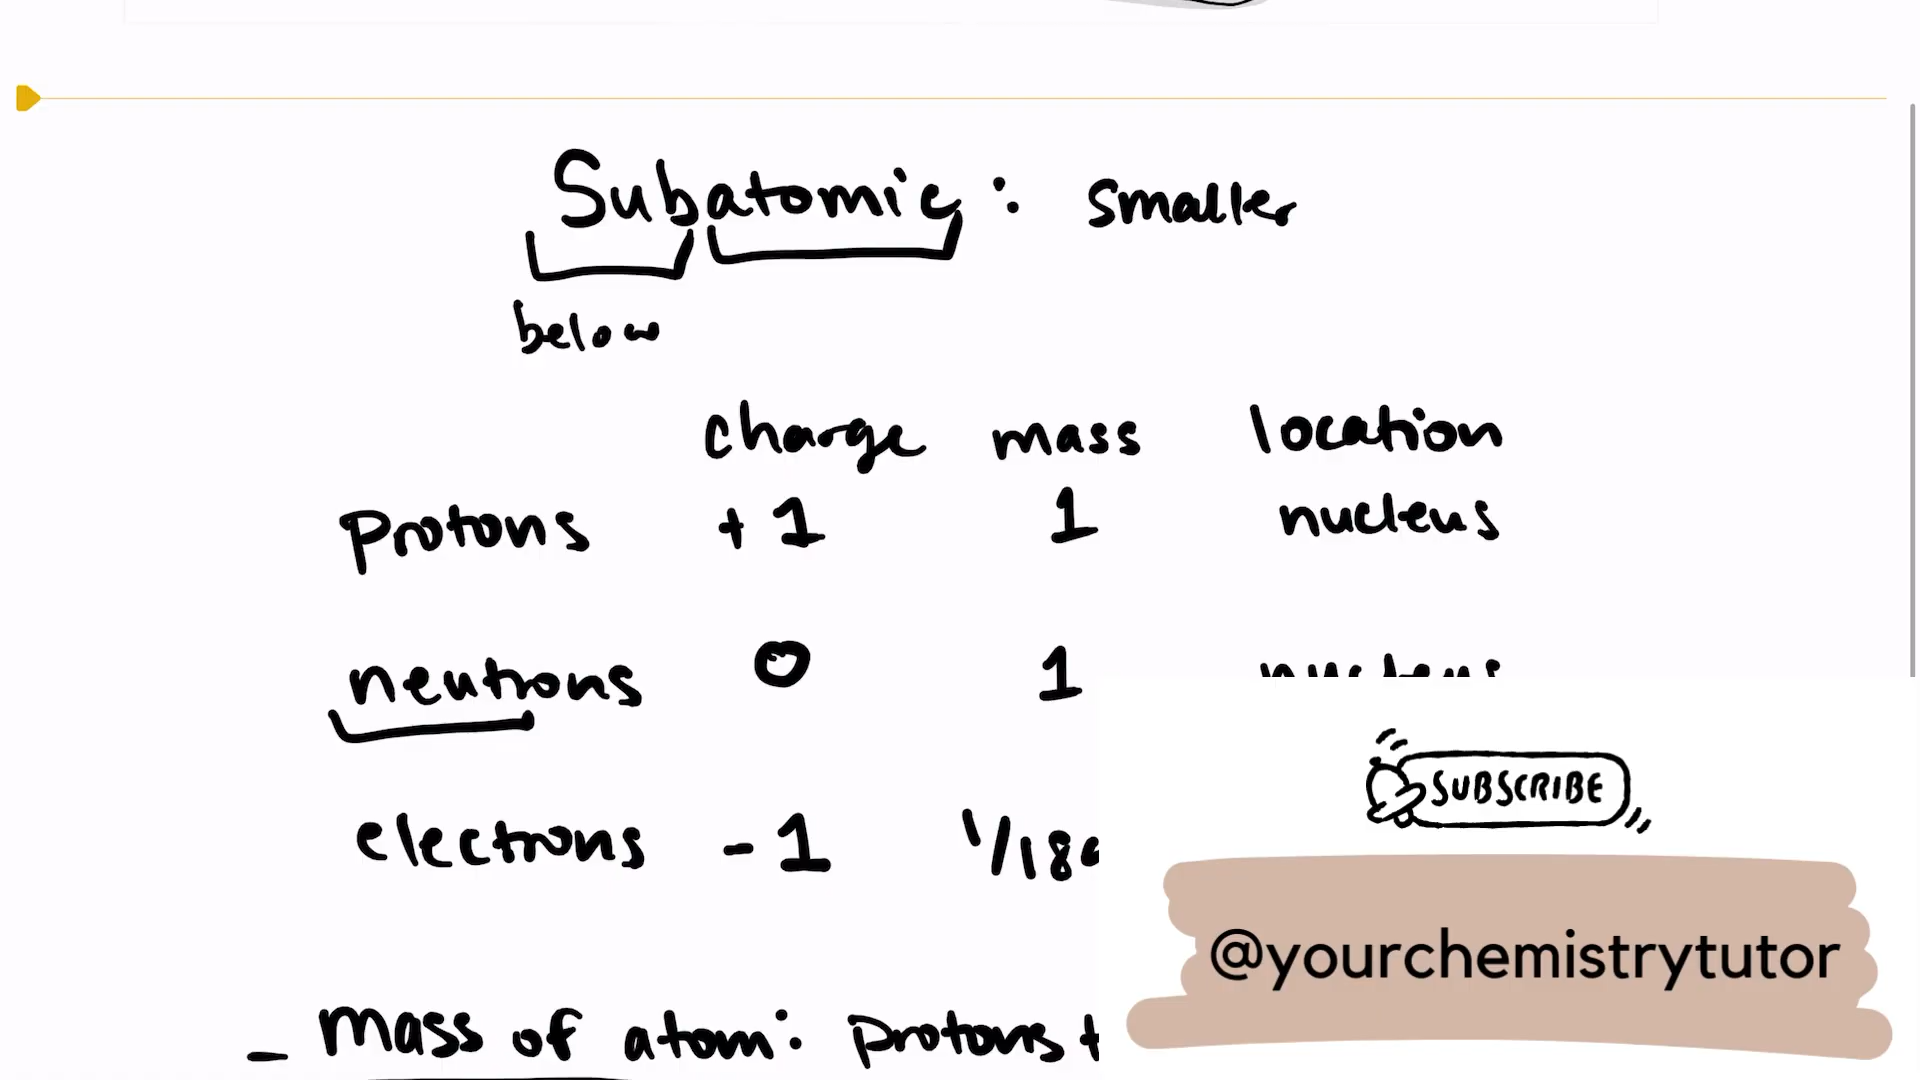 Subatomic : smaller
below
charge mass location
protons +1 1 nucleus
neutrons 0 1 nucleus
electrons -1 1/18
SUBSCRIBE
@yourchemistrytutor
- mass of atom: protons +